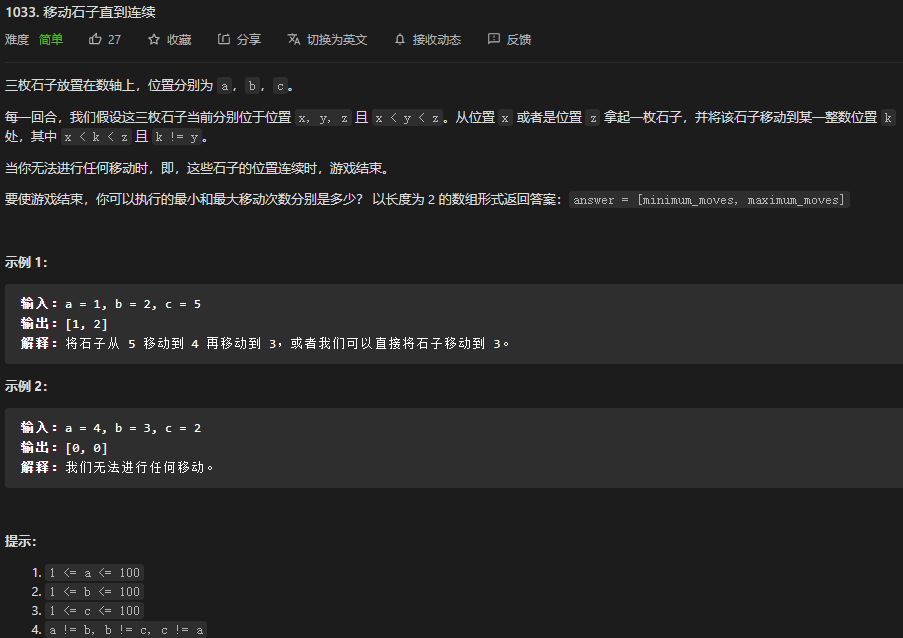 1033. 移动石子直到连续
难度 简单 27 收藏 分享 切换为英文 接收动态 反馈
三枚石子放置在数轴上，位置分别为 a，b，c。
每一回合，我们假设这三枚石子当前分别位于位置 x, y, z 且 x < y < z。从位置 x 或者是位置 z 拿起一枚石子，并将该石子移动到某一整数位置 k
处，其中 x < k < z 且 k != y。
当你无法进行任何移动时，即，这些石子的位置连续时，游戏结束。
要使游戏结束，你可以执行的最小和最大移动次数分别是多少？ 以长度为 2 的数组形式返回答案：answer = [minimum_moves, maximum_moves]
示例 1：
输入：a = 1, b = 2, c = 5
输出：[1, 2]
解释：将石子从 5 移动到 4 再移动到 3，或者我们可以直接将石子移动到 3。
示例 2：
输入：a = 4, b = 3, c = 2
输出：[0, 0]
解释：我们无法进行任何移动。
提示：
1. 1 <= a <= 100
2. 1 <= b <= 100
3. 1 <= c <= 100
4. a != b, b != c, c != a